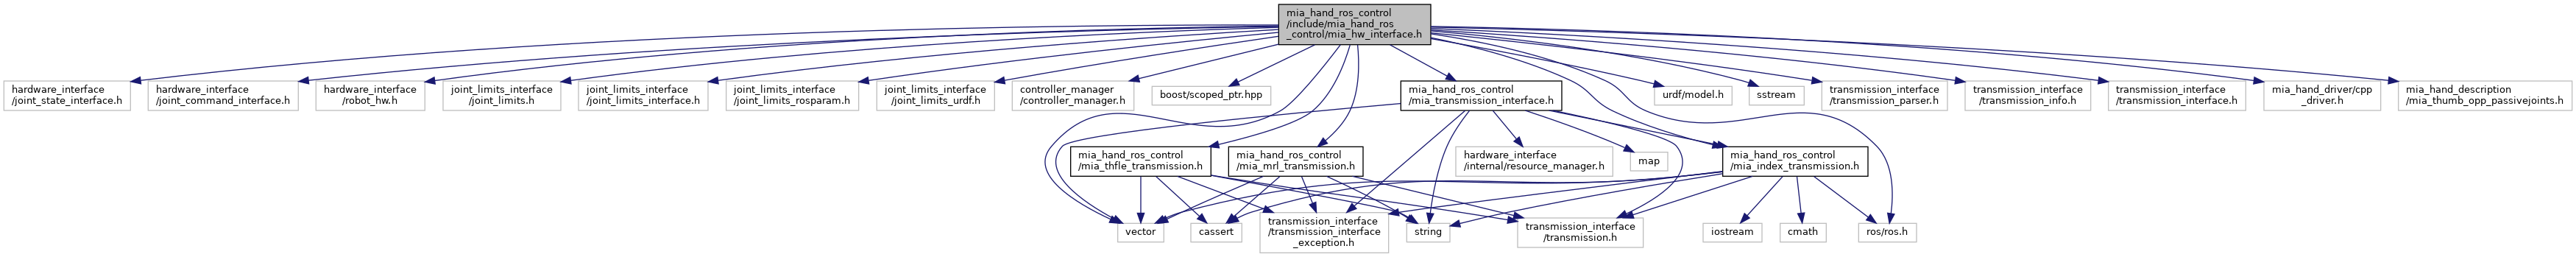 mia_hand_ros_control
/include/mia_hand_ros
_control/mia_hw_interface.h
hardware_interface
/joint_state_interface.h
hardware_interface
/joint_command_interface.h
hardware_interface
/robot_hw.h
joint_limits_interface
/joint_limits.h
joint_limits_interface
/joint_limits_interface.h
joint_limits_interface
/joint_limits_rosparam.h
joint_limits_interface
/joint_limits_urdf.h
controller_manager
/controller_manager.h
boost/scoped_ptr.hpp
mia_hand_ros_control
/mia_transmission_interface.h
urdf/model.h
sstream
transmission_interface
/transmission_parser.h
transmission_interface
/transmission_info.h
transmission_interface
/transmission_interface.h
mia_hand_driver/cpp
_driver.h
mia_hand_description
/mia_thumb_opp_passivejoints.h
mia_hand_ros_control
/mia_thfle_transmission.h
mia_hand_ros_control
/mia_mrl_transmission.h
hardware_interface
/internal/resource_manager.h
map
mia_hand_ros_control
/mia_index_transmission.h
vector
cassert
transmission_interface
/transmission_interface
_exception.h
string
transmission_interface
/transmission.h
iostream
cmath
ros/ros.h